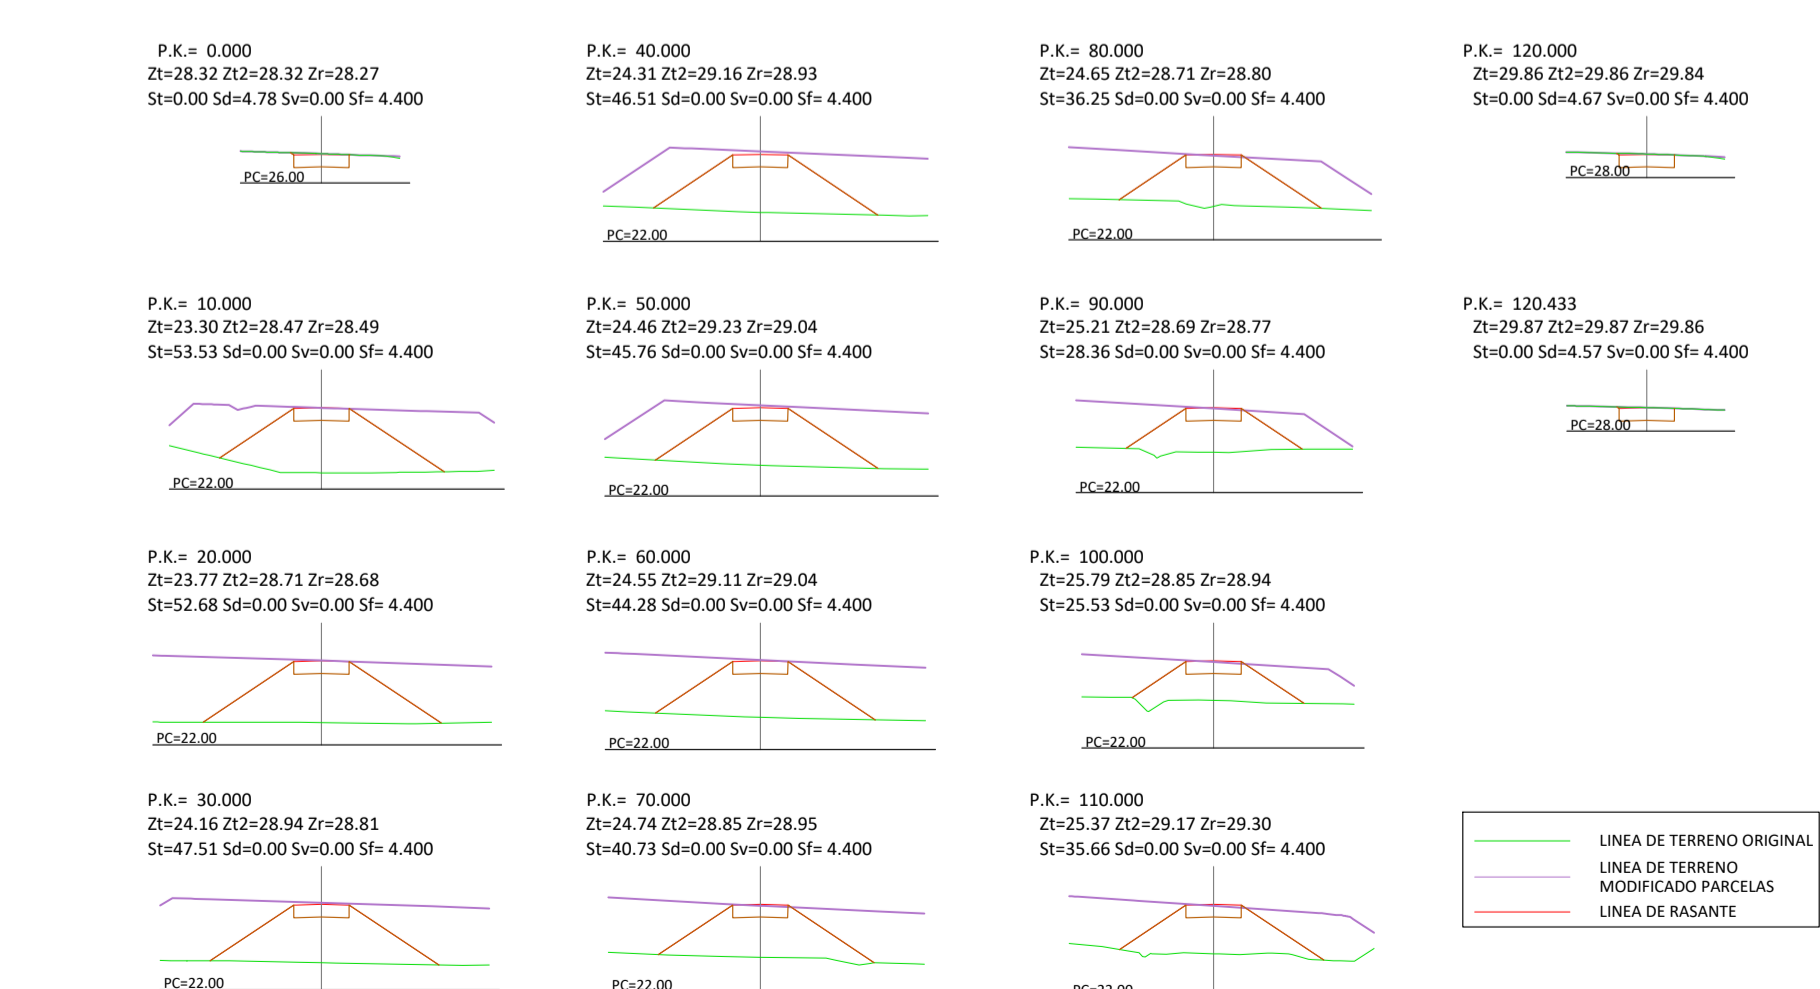 P.K.= 0.000
Zt=28.32 Zt2=28.32 Zr=28.27
St=0.00 Sd=4.78 Sv=0.00 Sf= 4.400
PC=26.00
P.K.= 10.000
Zt=23.30 Zt2=28.47 Zr=28.49
St=53.53 Sd=0.00 Sv=0.00 Sf= 4.400
PC=22.00
P.K.= 20.000
Zt=23.77 Zt2=28.71 Zr=28.68
St=52.68 Sd=0.00 Sv=0.00 Sf= 4.400
PC=22.00
P.K.= 30.000
Zt=24.16 Zt2=28.94 Zr=28.81
St=47.51 Sd=0.00 Sv=0.00 Sf= 4.400
PC=22.00
P.K.= 40.000
Zt=24.31 Zt2=29.16 Zr=28.93
St=46.51 Sd=0.00 Sv=0.00 Sf= 4.400
PC=22.00
P.K.= 50.000
Zt=24.46 Zt2=29.23 Zr=29.04
St=45.76 Sd=0.00 Sv=0.00 Sf= 4.400
PC=22.00
P.K.= 60.000
Zt=24.55 Zt2=29.11 Zr=29.04
St=44.28 Sd=0.00 Sv=0.00 Sf= 4.400
PC=22.00
P.K.= 70.000
Zt=24.74 Zt2=28.85 Zr=28.95
St=40.73 Sd=0.00 Sv=0.00 Sf= 4.400
PC=22.00
P.K.= 80.000
Zt=24.65 Zt2=28.71 Zr=28.80
St=36.25 Sd=0.00 Sv=0.00 Sf= 4.400
PC=22.00
P.K.= 90.000
Zt=25.21 Zt2=28.69 Zr=28.77
St=28.36 Sd=0.00 Sv=0.00 Sf= 4.400
PC=22.00
P.K.= 100.000
Zt=25.79 Zt2=28.85 Zr=28.94
St=25.53 Sd=0.00 Sv=0.00 Sf= 4.400
PC=22.00
P.K.= 110.000
Zt=25.37 Zt2=29.17 Zr=29.30
St=35.66 Sd=0.00 Sv=0.00 Sf= 4.400
PC=22.00
P.K.= 120.000
Zt=29.86 Zt2=29.86 Zr=29.84
St=0.00 Sd=4.67 Sv=0.00 Sf= 4.400
PC=28.00
P.K.= 120.433
Zt=29.87 Zt2=29.87 Zr=29.86
St=0.00 Sd=4.57 Sv=0.00 Sf= 4.400
PC=28.00
LINEA DE TERRENO ORIGINAL
LINEA DE TERRENO
MODIFICADO PARCELAS
LINEA DE RASANTE